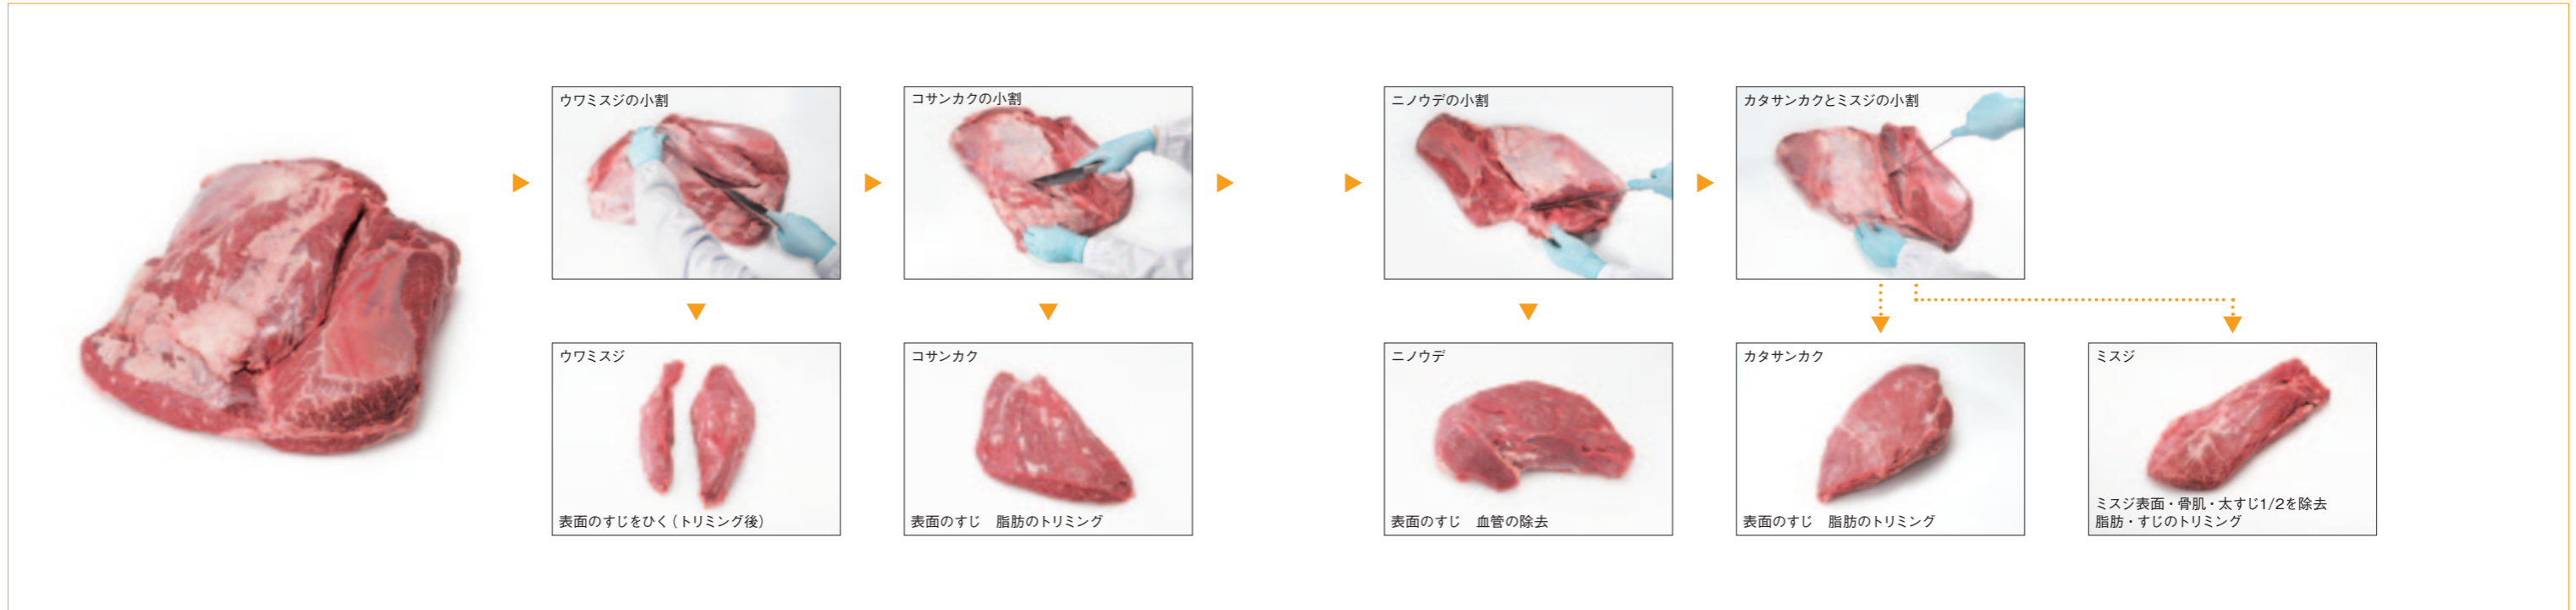 ウワミスジの小割
コサンカクの小割
ニノウデの小割
カタサンカクとミスジの小割
ウワミスジ
表面のすじをひく（トリミング後）
コサンカク
表面のすじ　脂肪のトリミング
ニノウデ
表面のすじ　血管の除去
カタサンカク
表面のすじ　脂肪のトリミング
ミスジ
ミスジ表面・骨肌・太すじ1/2を除去
脂肪・すじのトリミング